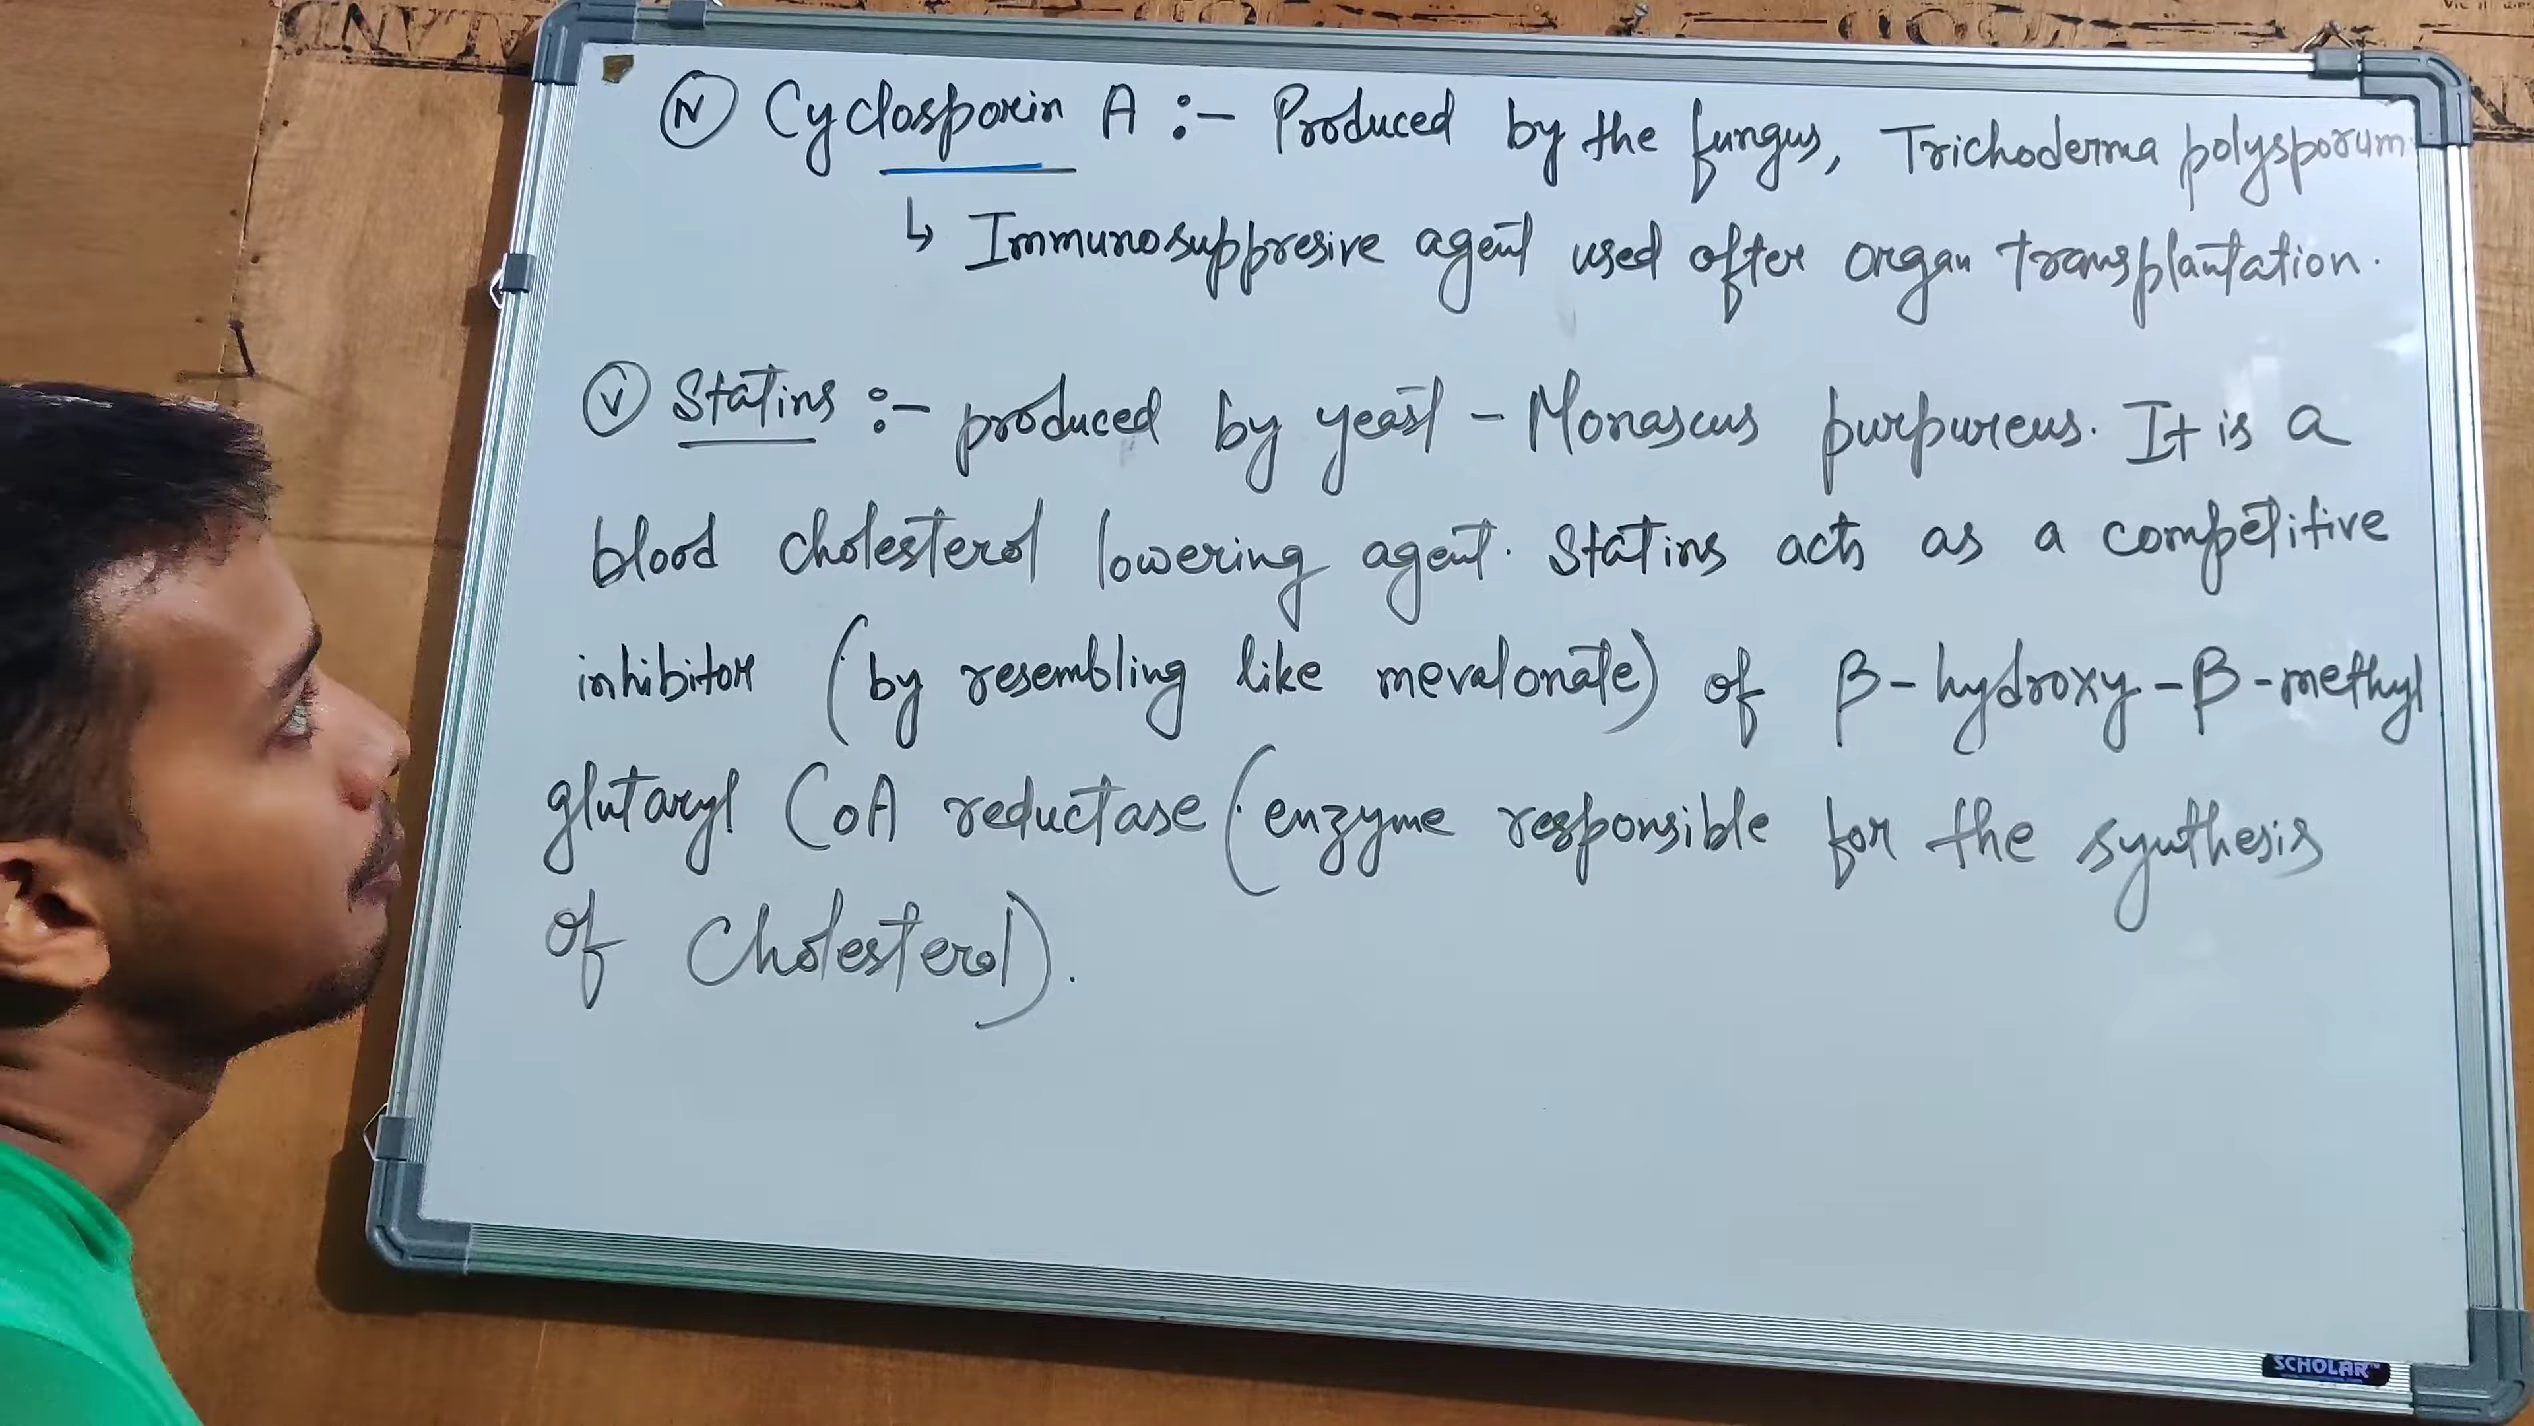 (iv) Cyclosporin A :- Produced by the fungus, Trichoderma polysporum
↳ Immunosuppresive agent used after organ transplantation.
(v) Statins :- produced by yeast - Monascus purpureus. It is a
blood cholesterol lowering agent. Statins acts as a competitive
inhibitor (by resembling like mevalonate) of β-hydroxy-β-methyl
glutaryl CoA reductase (enzyme responsible for the synthesis
of Cholesterol).
SCHOLAR